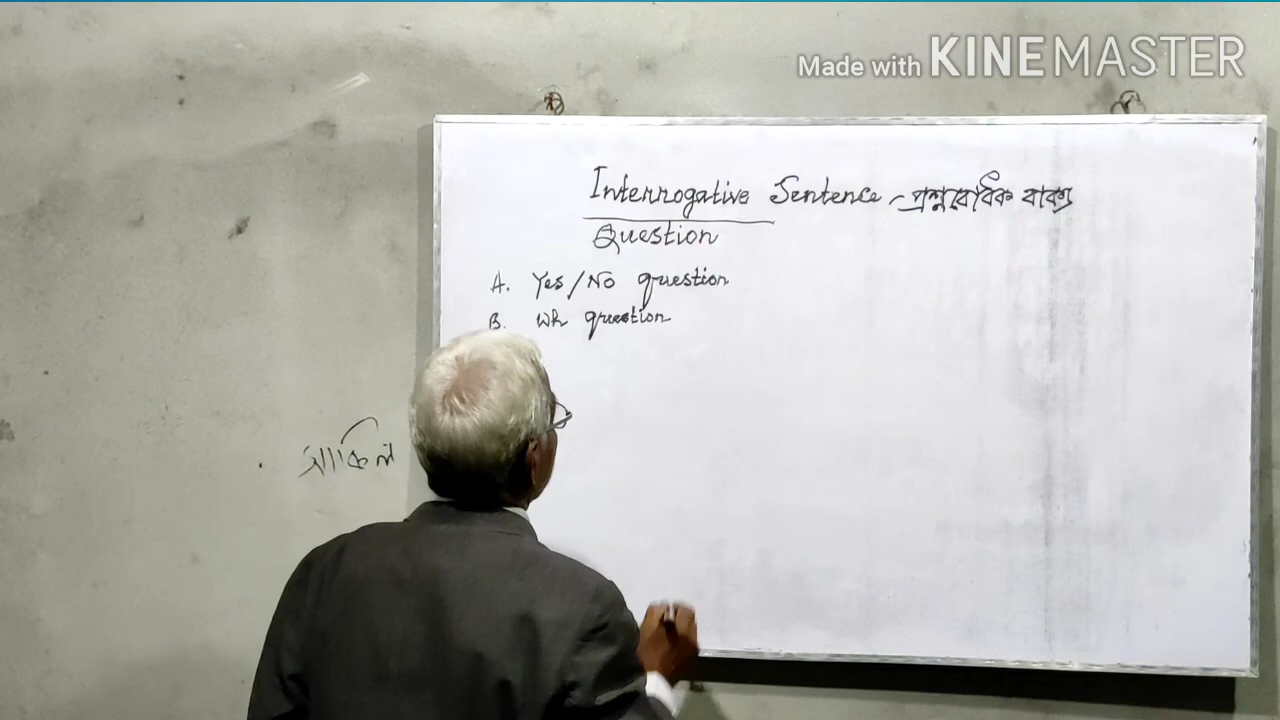 Made with KINEMASTER
Interrogative Sentence - প্রশ্নবোধক বাক্য
Question
A. Yes/No question
B. Wh question
সাকিল